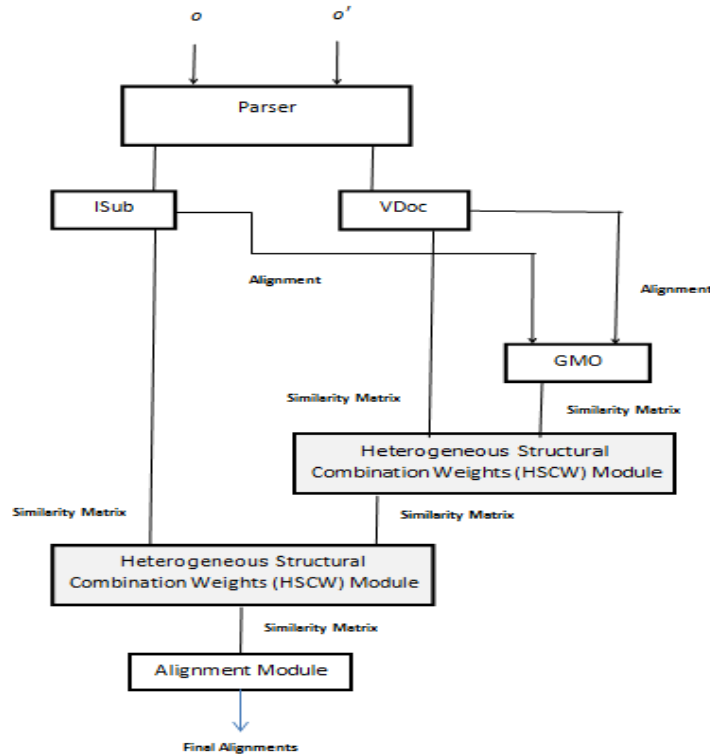 o o'
Parser
ISub VDoc
Alignment
Alignment
GMO
Similarity Matrix
Similarity Matrix
Heterogeneous Structural
Combination Weights (HSCW) Module
Similarity Matrix
Similarity Matrix
Heterogeneous Structural
Combination Weights (HSCW) Module
Similarity Matrix
Alignment Module
Final Alignments